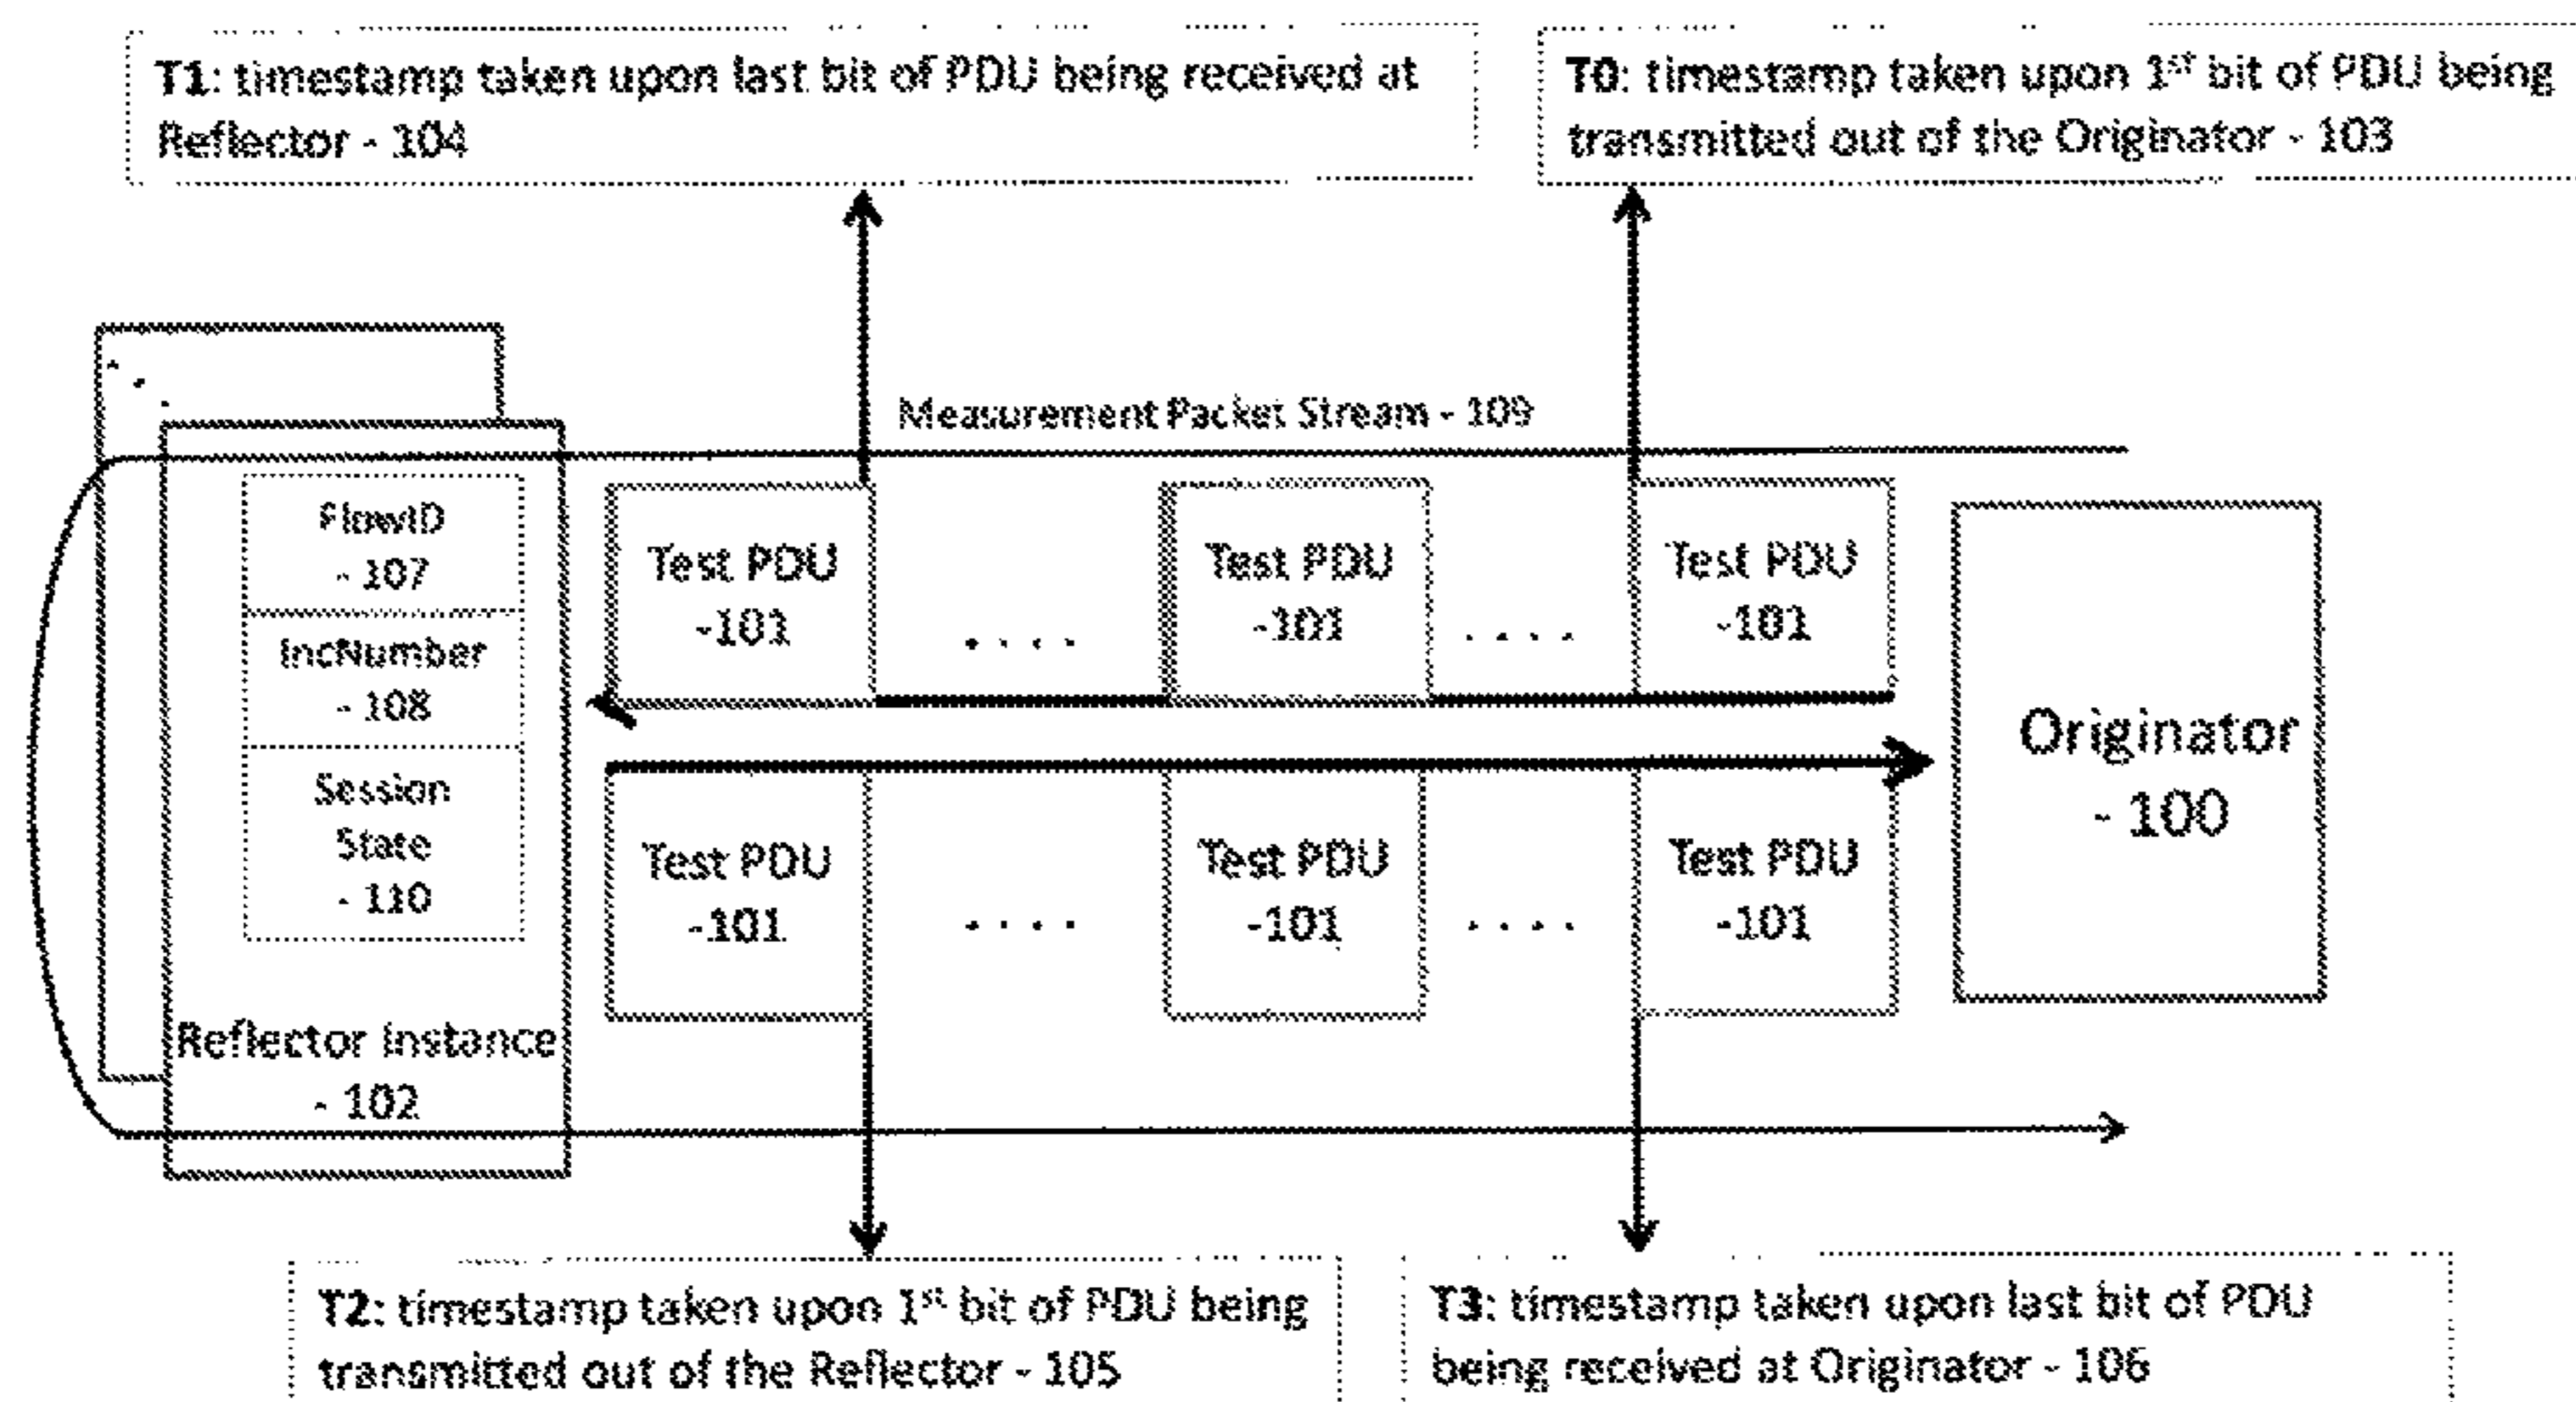 T1: timestamp taken upon last bit of PDU being received at
Reflector - 104
T0: timestamp taken upon 1st bit of PDU being
transmitted out of the Originator - 103
Measurement Packet Stream - 109
FlowID
- 107
IncNumber
- 108
Session
State
- 110
Reflector Instance
- 102
Test PDU
-101
. . . .
Test PDU
-101
. . . .
Test PDU
-101
Test PDU
-101
. . . .
Test PDU
-101
. . . .
Test PDU
-101
Originator
- 100
T2: timestamp taken upon 1st bit of PDU being
transmitted out of the Reflector - 105
T3: timestamp taken upon last bit of PDU
being received at Originator - 106